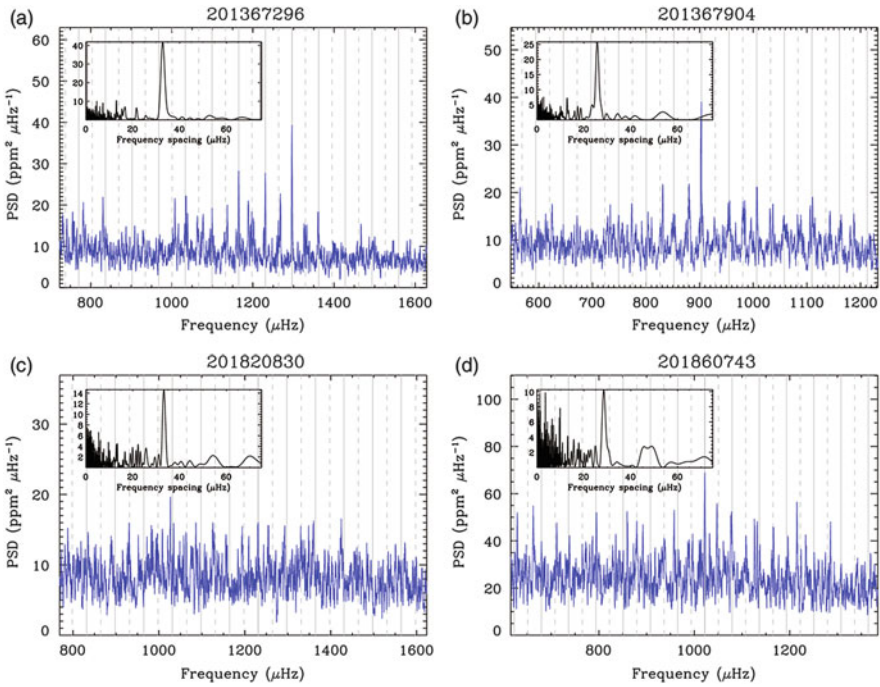 (a) 201367296
PSD (ppm² μHz⁻¹)
60
50
40
30
20
10
0
40
30
20
10
0 20 40 60
Frequency spacing (μHz)
800 1000 1200 1400 1600
Frequency (μHz)
(b) 201367904
PSD (ppm² μHz⁻¹)
50
40
30
20
10
0
25
20
15
10
5
0 20 40 60
Frequency spacing (μHz)
600 700 800 900 1000 1100 1200
Frequency (μHz)
(c) 201820830
PSD (ppm² μHz⁻¹)
30
20
10
0
14
12
10
8
6
4
2
0 20 40 60
Frequency spacing (μHz)
800 1000 1200 1400 1600
Frequency (μHz)
(d) 201860743
PSD (ppm² μHz⁻¹)
100
80
60
40
20
0
10
8
6
4
2
0 20 40 60
Frequency spacing (μHz)
800 1000 1200
Frequency (μHz)